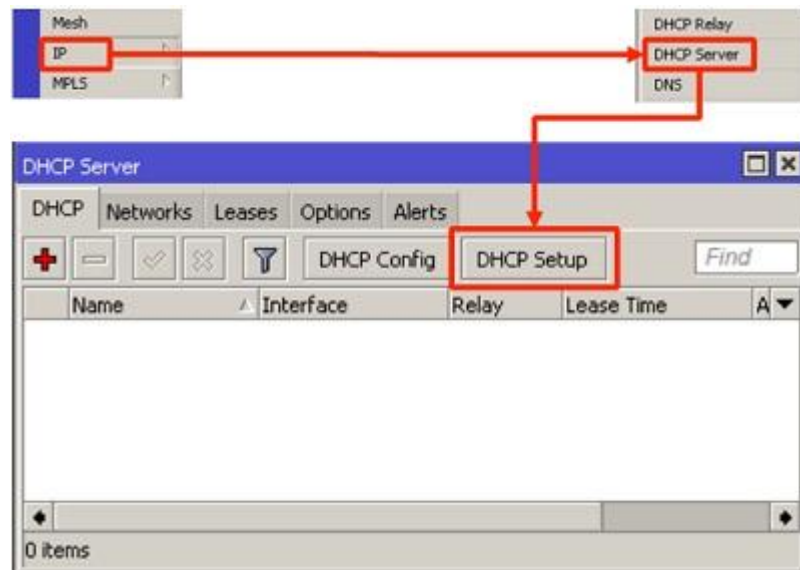 Mesh
IP
MPLS
DHCP Relay
DHCP Server
DNS
DHCP Server
DHCP Networks Leases Options Alerts
DHCP Config DHCP Setup Find
Name Interface Relay Lease Time A
0 items